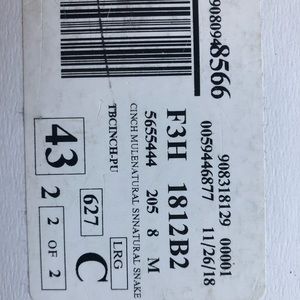 90809488566
TBCINCH-PU
CINCH MULENATURAL SNNATURAL SNAKE
5655444 205 8 M
F3H 1812B2
0059446877 11/26/18
908318129 00001
43
2
2 OF 2
627
C
LRG